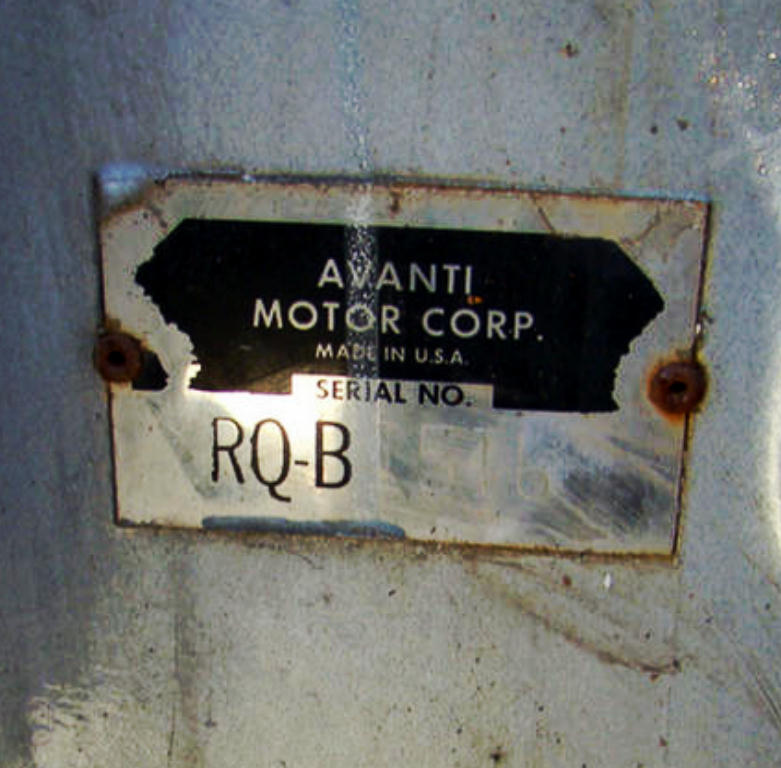 AVANTI
MOTOR CORP.
MADE IN U.S.A.
SERIAL NO.
RQ-B